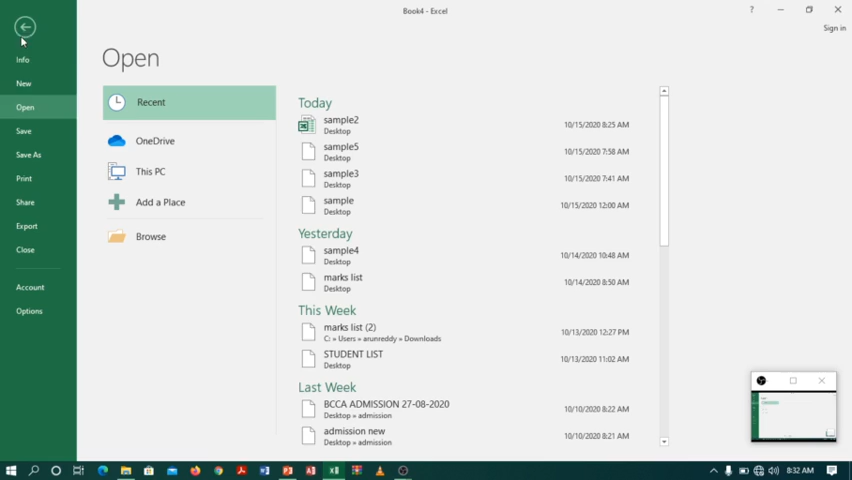 Book4 - Excel
?
Sign in
Info
New
Open
Save
Save As
Print
Share
Export
Close
Account
Options
Open
Recent
OneDrive
This PC
Add a Place
Browse
Today
sample2 10/15/2020 8:25 AM
Desktop
sample5 10/15/2020 7:58 AM
Desktop
sample3 10/15/2020 7:41 AM
Desktop
sample 10/15/2020 12:00 AM
Desktop
Yesterday
sample4 10/14/2020 10:48 AM
Desktop
marks list 10/14/2020 8:50 AM
Desktop
This Week
marks list (2) 10/13/2020 12:27 PM
C: » Users » arunreddy » Downloads
STUDENT LIST 10/13/2020 11:02 AM
Desktop
Last Week
BCCA ADMISSION 27-08-2020 10/10/2020 8:22 AM
Desktop » admission
admission new 10/10/2020 8:21 AM
Desktop » admission
8:32 AM